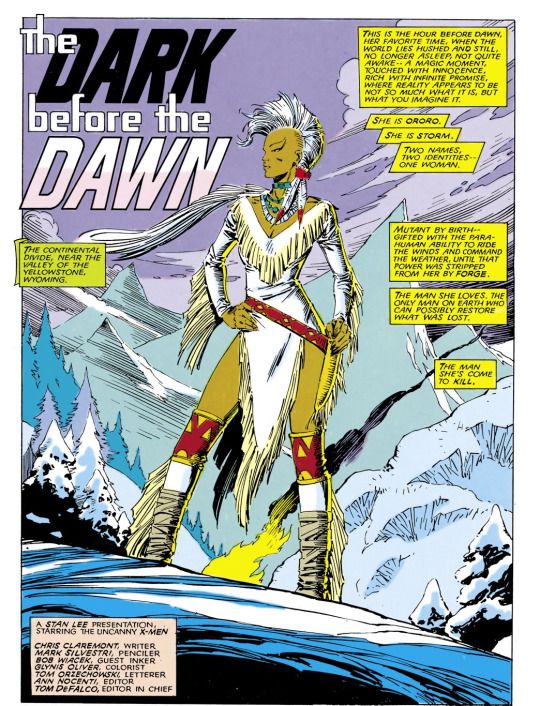 the
DARK
before the
DAWN
THIS IS THE HOUR BEFORE DAWN,
HER FAVORITE TIME, WHEN THE
WORLD LIES HUSHED AND STILL,
NO LONGER ASLEEP, NOT QUITE
AWAKE-- A MAGIC MOMENT,
TOUCHED WITH INNOCENCE,
RICH WITH INFINITE PROMISE,
WHERE REALITY APPEARS TO BE
NOT SO MUCH WHAT IT IS, BUT
WHAT YOU IMAGINE IT.
SHE IS ORORO.
SHE IS STORM.
TWO NAMES,
TWO IDENTITIES--
ONE WOMAN.
THE CONTINENTAL
DIVIDE, NEAR THE
VALLEY OF THE
YELLOWSTONE,
WYOMING.
MUTANT BY BIRTH--
GIFTED WITH THE PARA-
HUMAN ABILITY TO RIDE
THE WINDS AND COMMAND
THE WEATHER, UNTIL THAT
POWER WAS STRIPPED
FROM HER BY FORGE.
THE MAN SHE LOVES. THE
ONLY MAN ON EARTH WHO
CAN POSSIBLY RESTORE
WHAT WAS LOST.
THE MAN
SHE'S COME
TO KILL.
A STAN LEE PRESENTATION,
STARRING THE UNCANNY X-MEN
CHRIS CLAREMONT, WRITER
MARK SILVESTRI, PENCILER
BOB WIACEK, GUEST INKER
GLYNIS OLIVER, COLORIST
TOM ORZECHOWSKI, LETTERER
ANN NOCENTI, EDITOR
TOM DEFALCO, EDITOR IN CHIEF